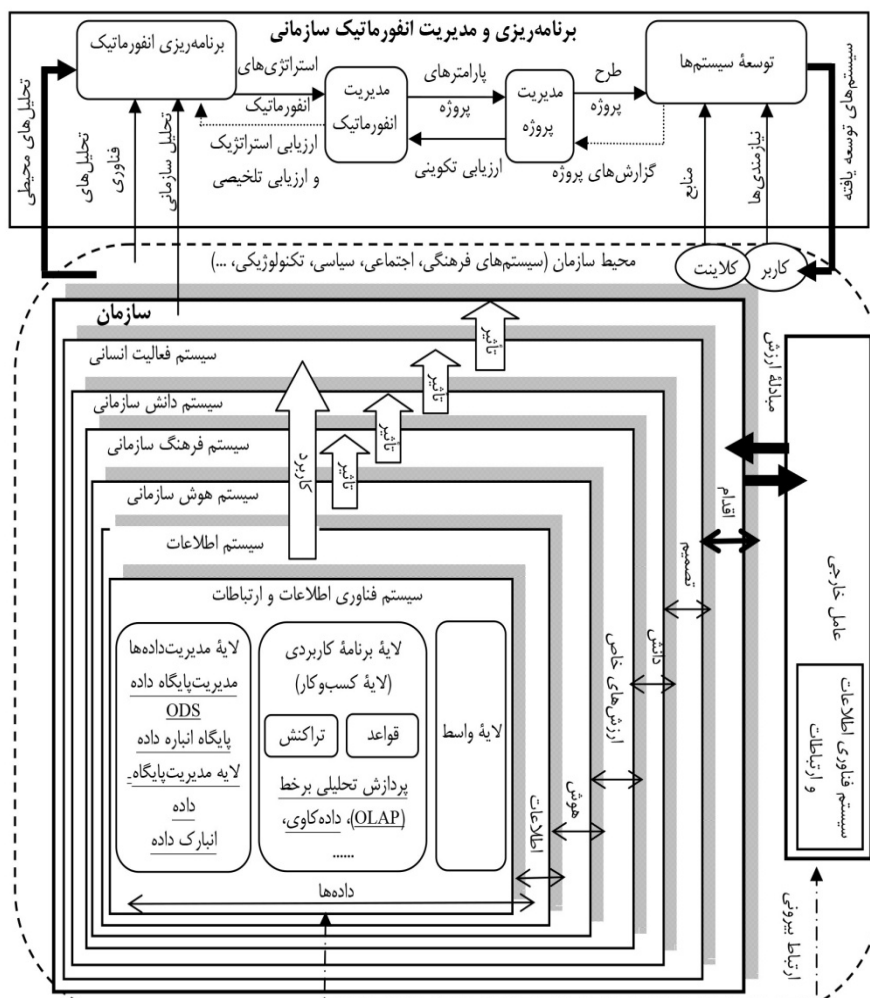 برنامه‌ریزی و مدیریت انفورماتیک سازمانی
توسعهٔ سیستم‌ها
طرح
پروژه
مدیریت
پروژه
پارامترهای
پروژه
مدیریت
انفورماتیک
استراتژی‌های
انفورماتیک
برنامه‌ریزی انفورماتیک
گزارش‌های پروژه
ارزیابی تکوینی
ارزیابی استراتژیک
و ارزیابی تلخیصی
سیستم‌های توسعه یافته
نیازمندی‌ها
منابع
تحلیل سازمانی
تحلیل‌های
فناوری
تحلیل‌های محیطی
کاربر
کلاینت
محیط سازمان (سیستم‌های فرهنگی، اجتماعی، سیاسی، تکنولوژیکی، ...)
سازمان
تأثیر
سیستم فعالیت انسانی
تأثیر
سیستم دانش سازمانی
تأثیر
سیستم فرهنگ سازمانی
تأثیر
سیستم هوش سازمانی
کاربرد
سیستم اطلاعات
سیستم فناوری اطلاعات و ارتباطات
لایهٔ واسط
لایهٔ برنامهٔ کاربردی
(لایهٔ کسب‌وکار)
قواعد
تراکنش
پردازش تحلیلی برخط
(OLAP)، داده‌کاوی،
......
لایهٔ مدیریت‌داده‌ها
مدیریت‌پایگاه داده
ODS
پایگاه انباره داده
لایه مدیریت‌پایگاه-
داده
انبارک داده
داده‌ها
اطلاعات
هوش
ارزش‌های خاص
دانش
تصمیم
اقدام
مبادلهٔ ارزش
عامل خارجی
سیستم فناوری اطلاعات
و ارتباطات
ارتباط بیرونی